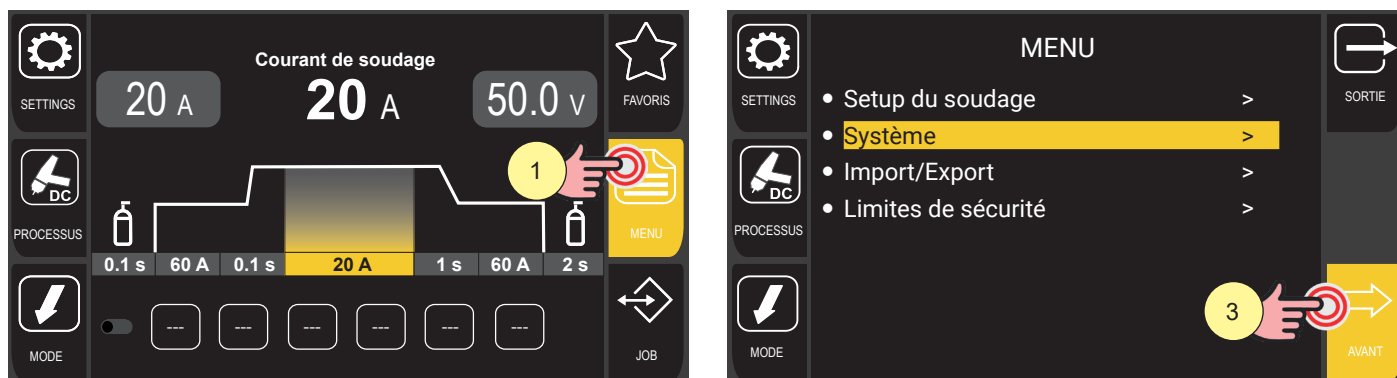 Courant de soudage
SETTINGS
20 A
20 A
50.0 V
FAVORIS
1
DC
PROCESSUS
MENU
0.1 s 60 A 0.1 s 20 A 1 s 60 A 2 s
--- --- --- --- --- ---
MODE
JOB
MENU
SETTINGS
Setup du soudage >
SORTIE
Système >
DC
Import/Export >
PROCESSUS
Limites de sécurité >
3
MODE
AVANT